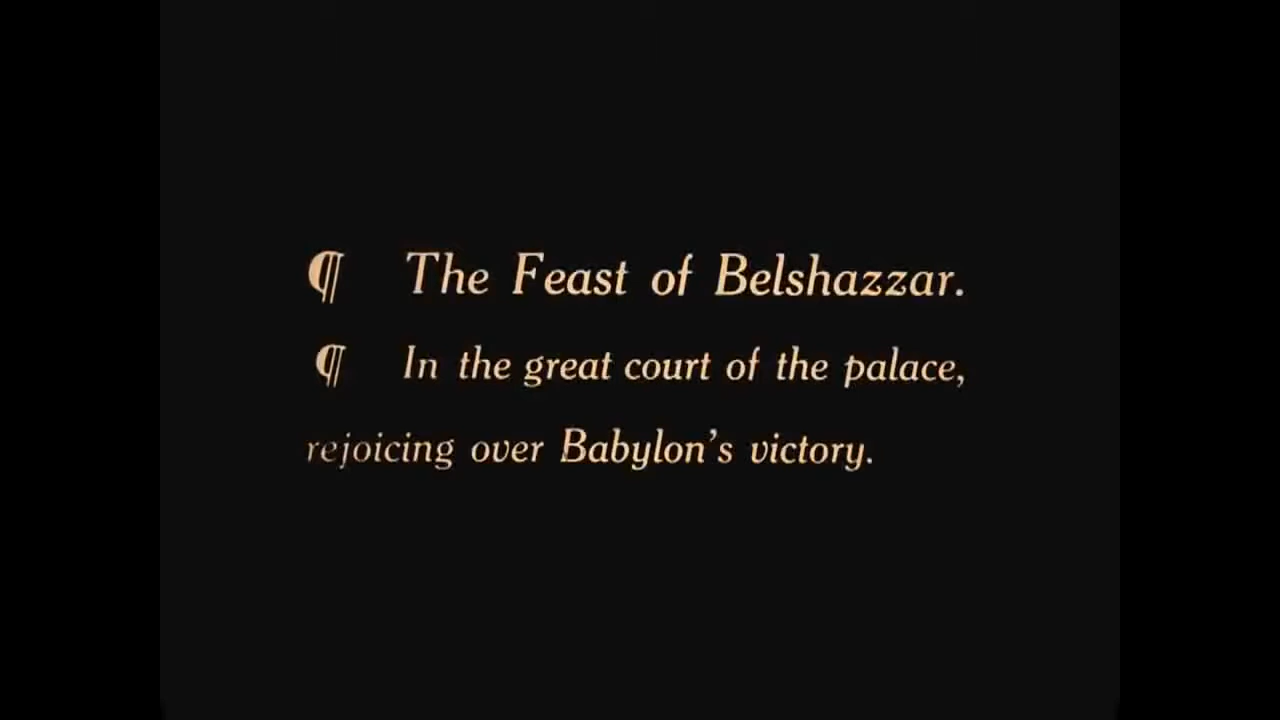 ¶ The Feast of Belshazzar.
¶ In the great court of the palace,
rejoicing over Babylon's victory.